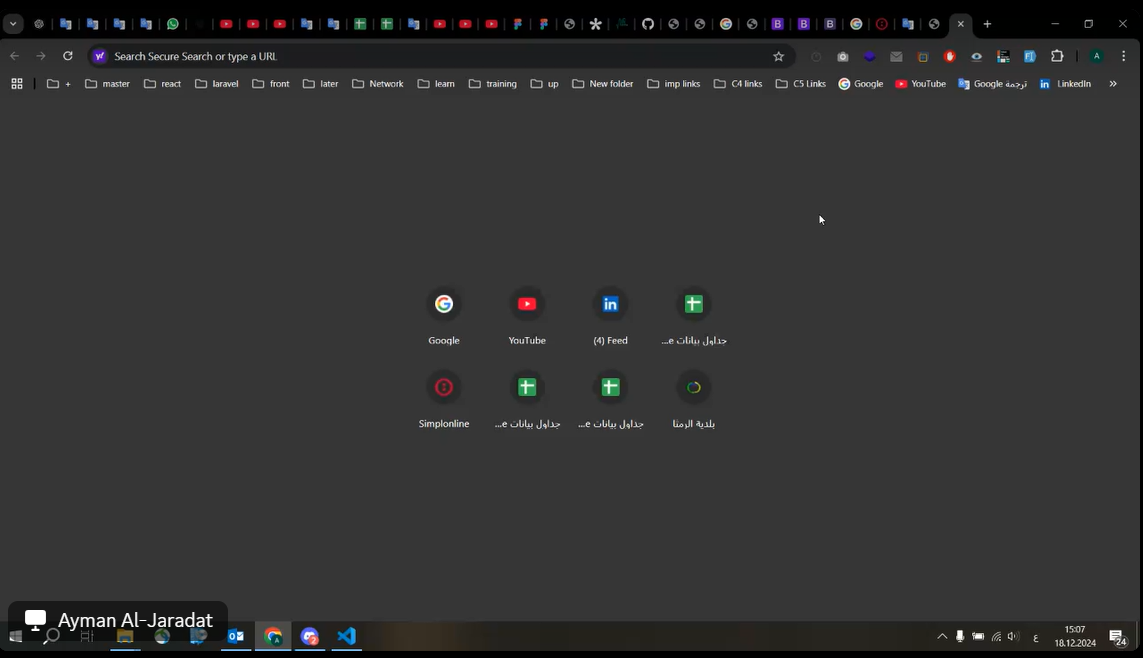 Search Secure Search or type a URL
+ master react laravel front later Network learn training up New folder imp links C4 links C5 Links Google YouTube Google ترجمة LinkedIn »
Google YouTube (4) Feed جداول بيانات e...
Simplonline جداول بيانات e... جداول بيانات e... بلدية الرمثا
Ayman Al-Jaradat
ع
15:07
18.12.2024
24